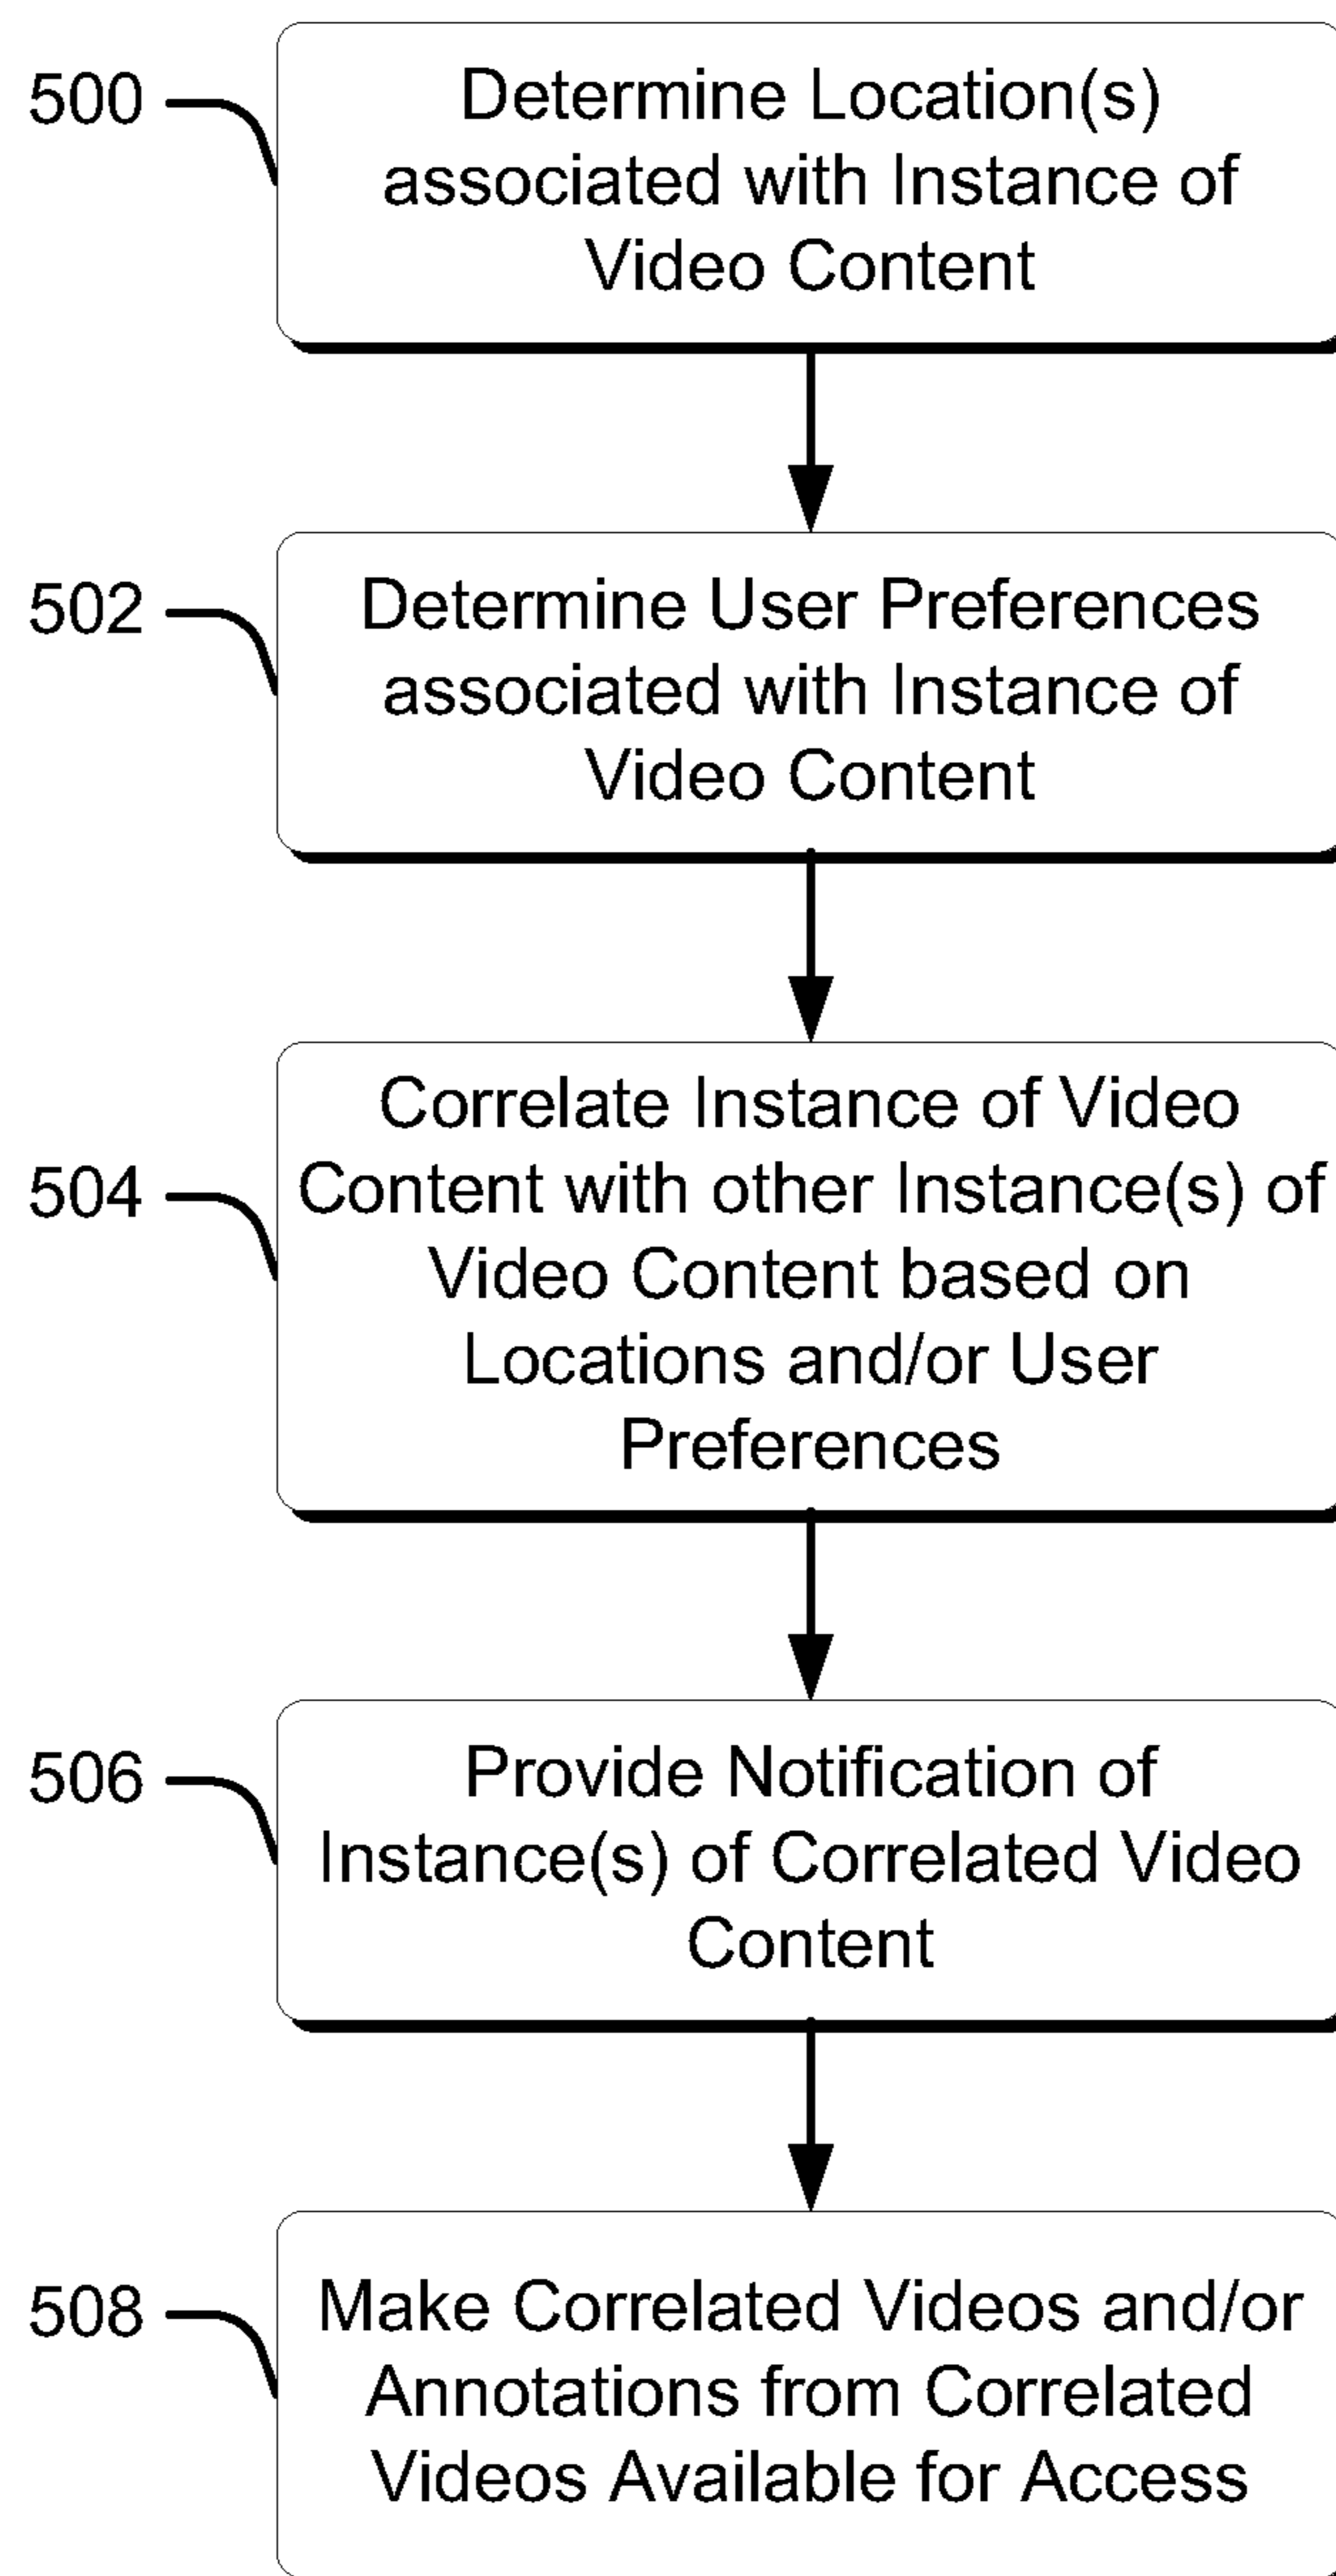 500
Determine Location(s)
associated with Instance of
Video Content
502
Determine User Preferences
associated with Instance of
Video Content
504
Correlate Instance of Video
Content with other Instance(s) of
Video Content based on
Locations and/or User
Preferences
506
Provide Notification of
Instance(s) of Correlated Video
Content
508
Make Correlated Videos and/or
Annotations from Correlated
Videos Available for Access